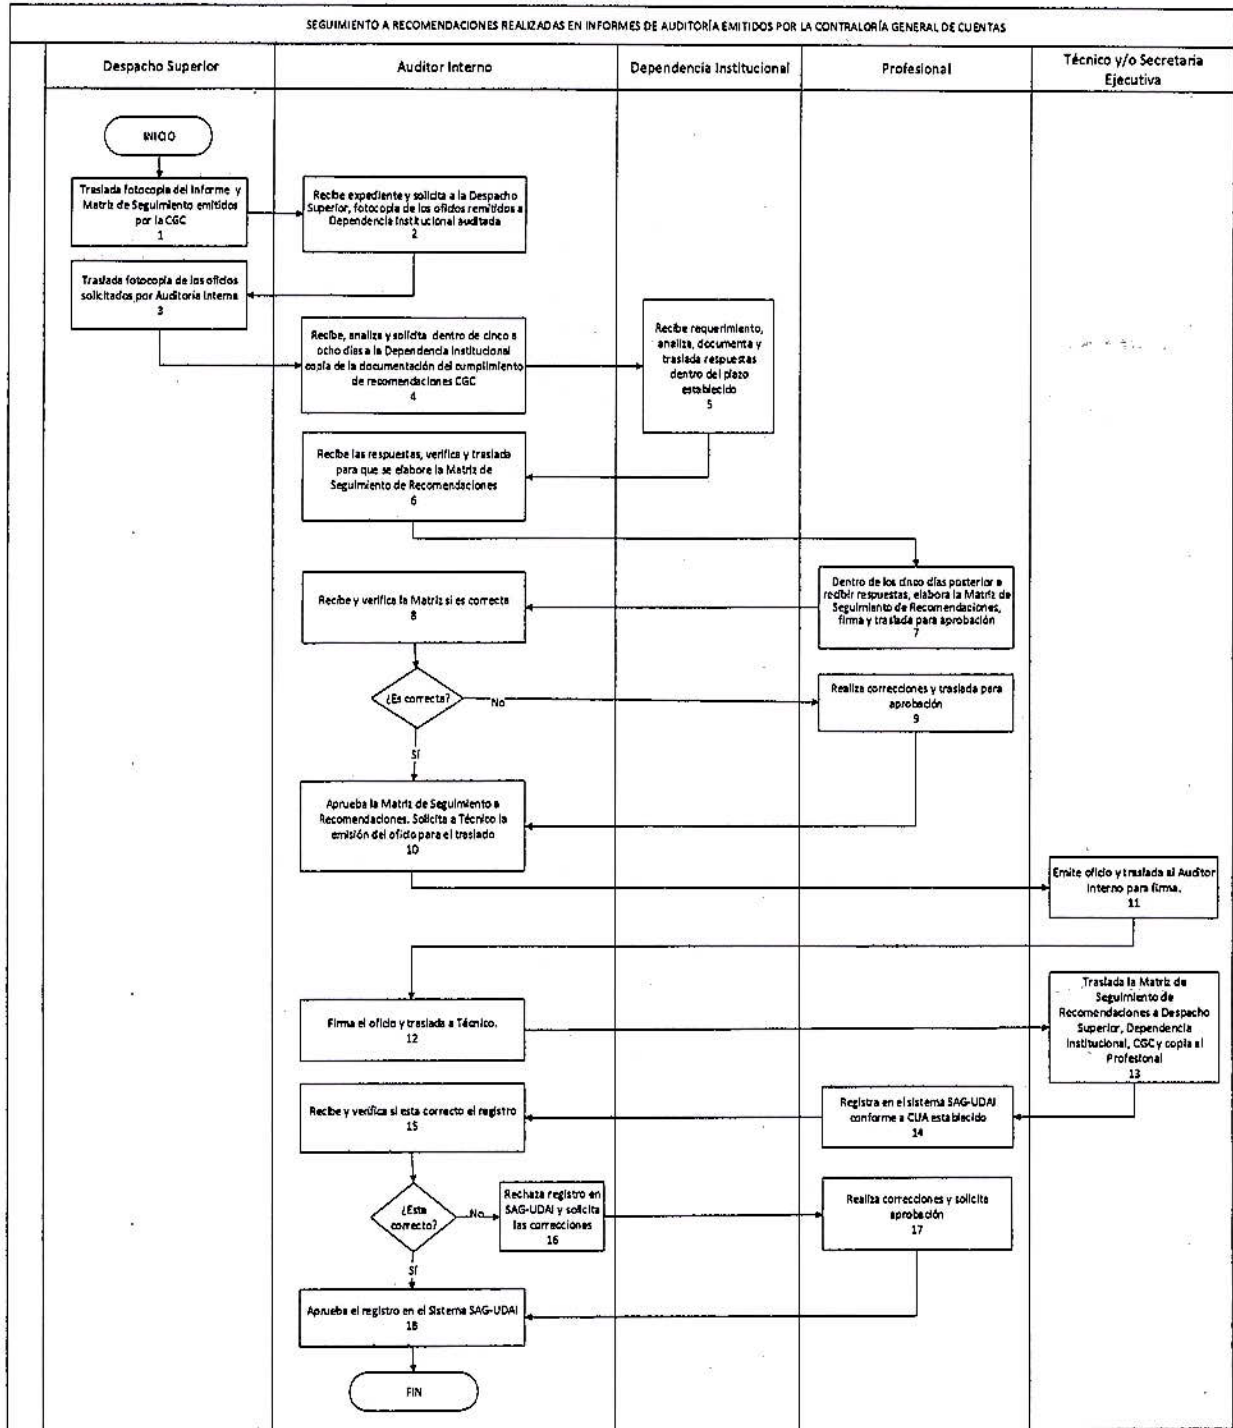 SEGUIMIENTO A RECOMENDACIONES REALIZADAS EN INFORMES DE AUDITORÍA EMITIDOS POR LA CONTRALORÍA GENERAL DE CUENTAS
Despacho Superior
Auditor Interno
Dependencia Institucional
Profesional
Técnico y/o Secretaria
Ejecutiva
INICIO
Traslada fotocopia del Informe y
Matriz de Seguimiento emitidos
por la CGC
1
Recibe expediente y solicita a la Despacho
Superior, fotocopia de los oficios remitidos a
Dependencia Institucional auditada
2
Traslada fotocopia de los oficios
solicitados por Auditoría Interna
3
Recibe, analiza y solicita dentro de cinco a
ocho días a la Dependencia Institucional
copia de la documentación del cumplimiento
de recomendaciones CGC
4
Recibe requerimiento,
analiza, documenta y
traslada respuestas
dentro del plazo
establecido
5
Recibe las respuestas, verifica y traslada
para que se elabore la Matriz de
Seguimiento de Recomendaciones
6
Dentro de los cinco días posterior a
recibir respuestas, elabora la Matriz de
Seguimiento de Recomendaciones,
firma y traslada para aprobación
7
Recibe y verifica la Matriz si es correcta
8
¿Es correcta?
No
Realiza correcciones y traslada para
aprobación
9
Sí
Aprueba la Matriz de Seguimiento a
Recomendaciones. Solicita a Técnico la
emisión del oficio para el traslado
10
Emite oficio y traslada al Auditor
Interno para firma.
11
Firma el oficio y traslada a Técnico.
12
Traslada la Matriz de
Seguimiento de
Recomendaciones a Despacho
Superior, Dependencia
Institucional, CGC y copia al
Profesional
13
Registra en el sistema SAG-UDAI
conforme a CUA establecido
14
Recibe y verifica si esta correcto el registro
15
¿Esta
correcto?
No
Rechaza registro en
SAG-UDAI y solicita
las correcciones
16
Realiza correcciones y solicita
aprobación
17
Sí
Aprueba el registro en el Sistema SAG-UDAI
18
FIN